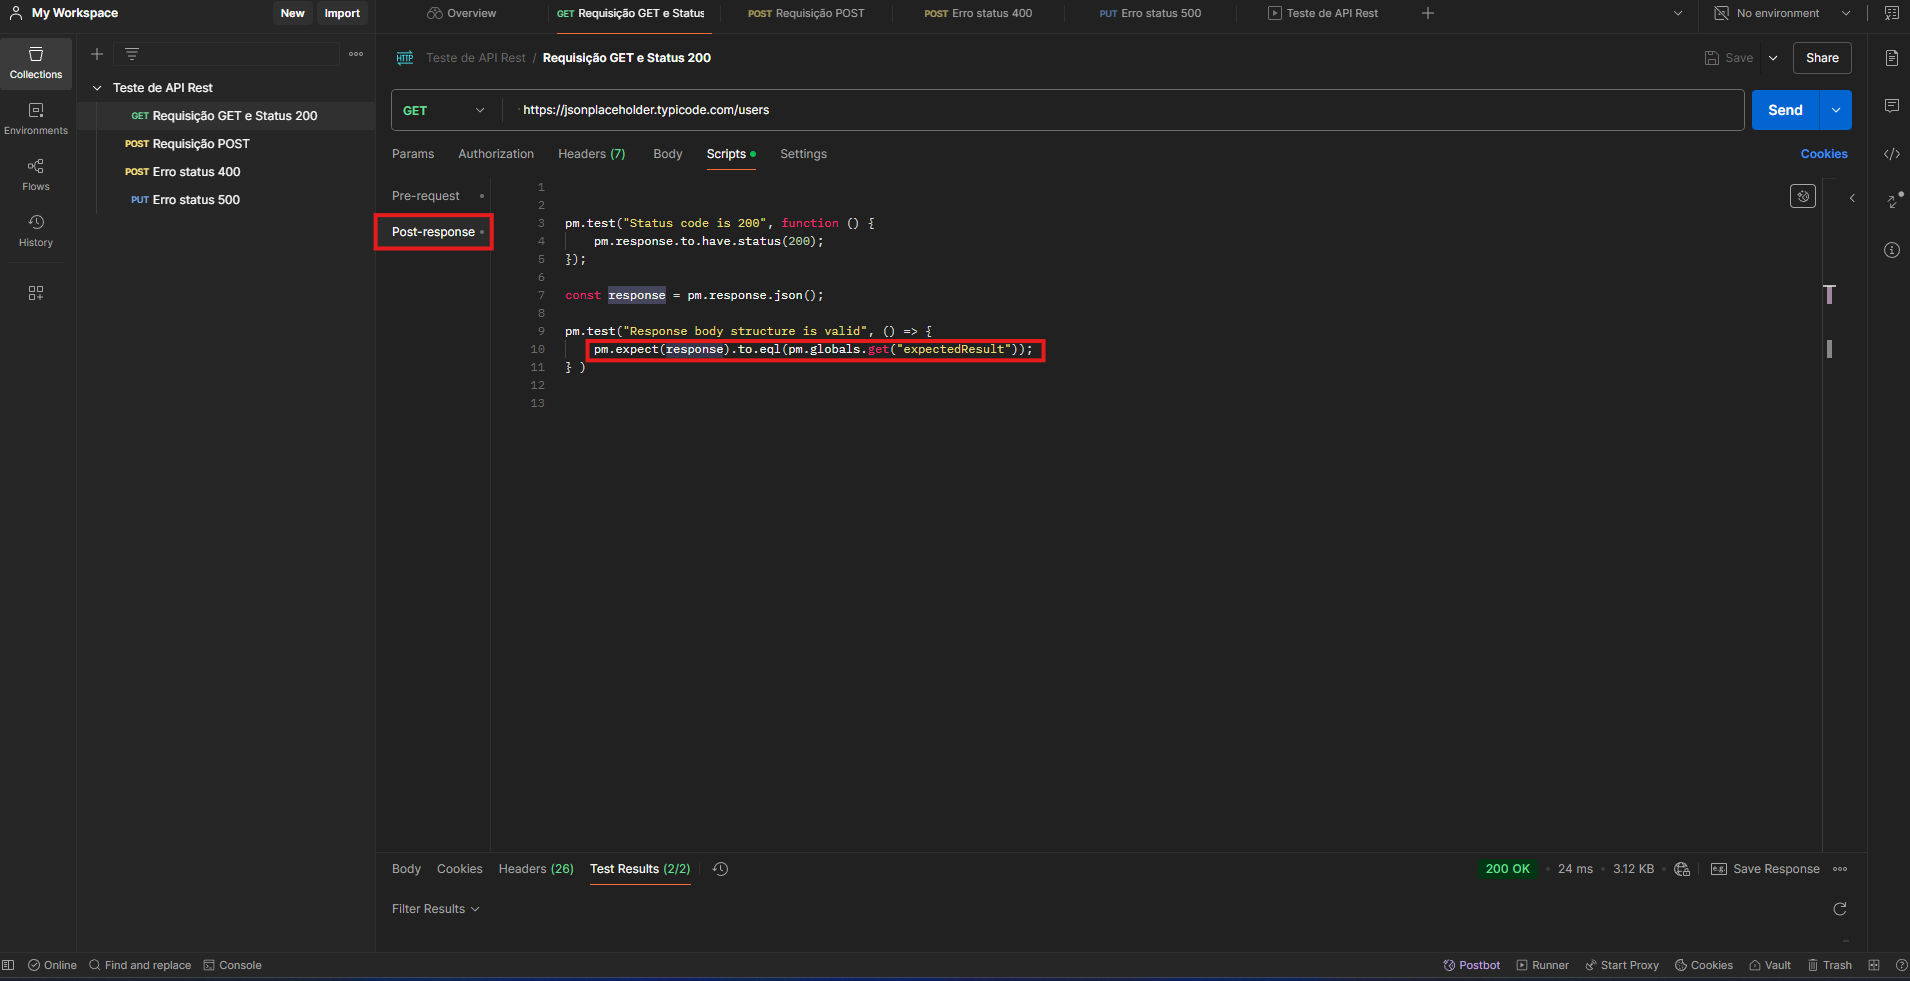 My Workspace
New
Import
Overview
GET Requisição GET e Status
POST Requisição POST
POST Erro status 400
PUT Erro status 500
Teste de API Rest
No environment
Collections
Environments
Flows
History
Teste de API Rest
GET Requisição GET e Status 200
POST Requisição POST
POST Erro status 400
PUT Erro status 500
HTTP Teste de API Rest / Requisição GET e Status 200
Save
Share
GET
https://jsonplaceholder.typicode.com/users
Send
Params
Authorization
Headers (7)
Body
Scripts
Settings
Cookies
Pre-request
Post-response
1
2
3 pm.test("Status code is 200", function () {
4 pm.response.to.have.status(200);
5 });
6
7 const response = pm.response.json();
8
9 pm.test("Response body structure is valid", () => {
10 pm.expect(response).to.eql(pm.globals.get("expectedResult"));
11 } )
12
13
Body
Cookies
Headers (26)
Test Results (2/2)
200 OK
24 ms
3.12 KB
e.g. Save Response
Filter Results
Online
Find and replace
Console
Postbot
Runner
Start Proxy
Cookies
Vault
Trash